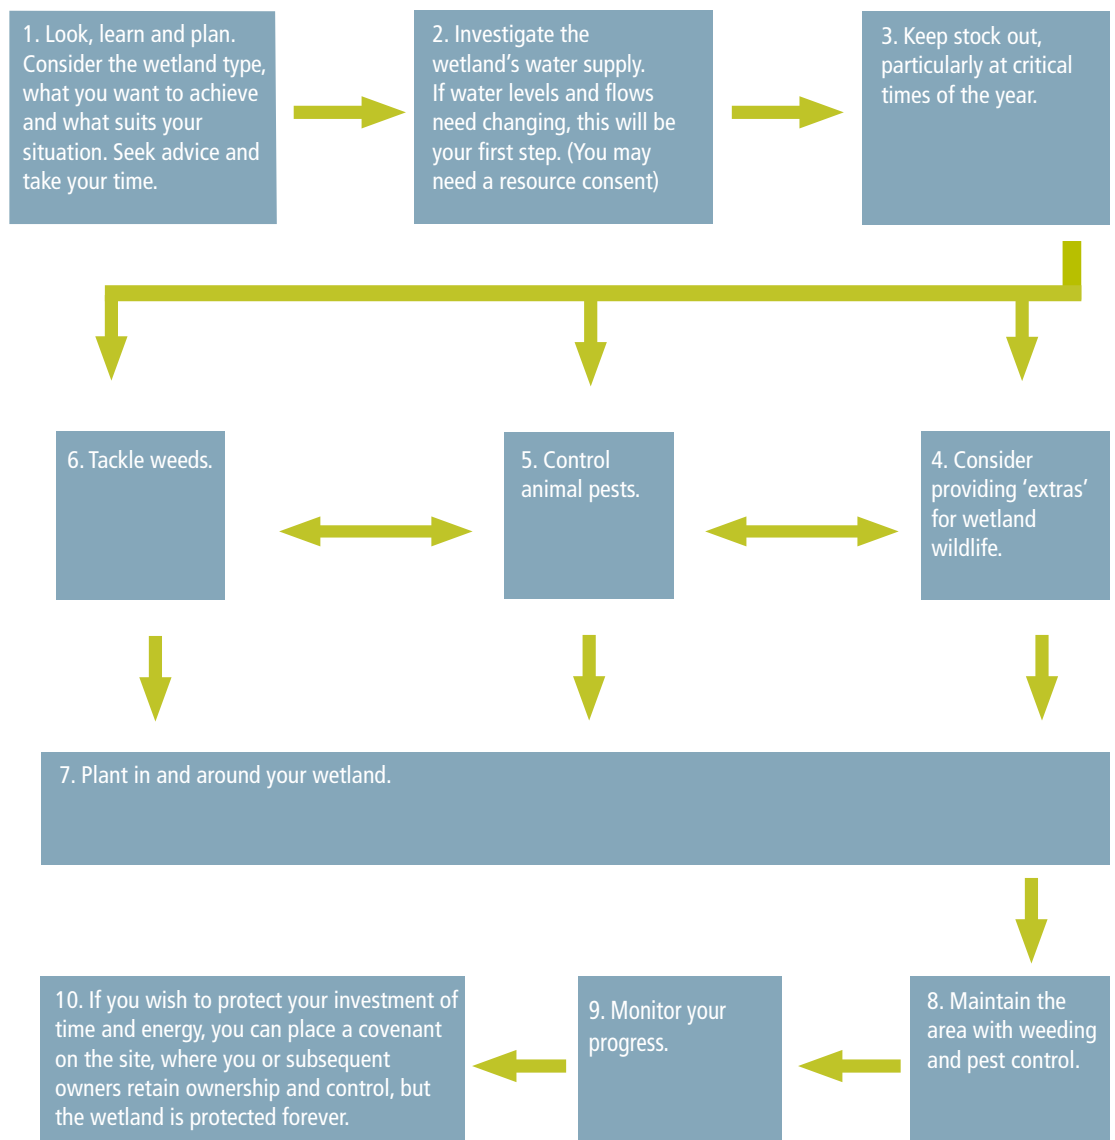 1. Look, learn and plan.
Consider the wetland type,
what you want to achieve
and what suits your
situation. Seek advice and
take your time.
2. Investigate the
wetland's water supply.
If water levels and flows
need changing, this will be
your first step. (You may
need a resource consent)
3. Keep stock out,
particularly at critical
times of the year.
6. Tackle weeds.
5. Control
animal pests.
4. Consider
providing ‘extras’
for wetland
wildlife.
7. Plant in and around your wetland.
10. If you wish to protect your investment of
time and energy, you can place a covenant
on the site, where you or subsequent
owners retain ownership and control, but
the wetland is protected forever.
9. Monitor your
progress.
8. Maintain the
area with weeding
and pest control.